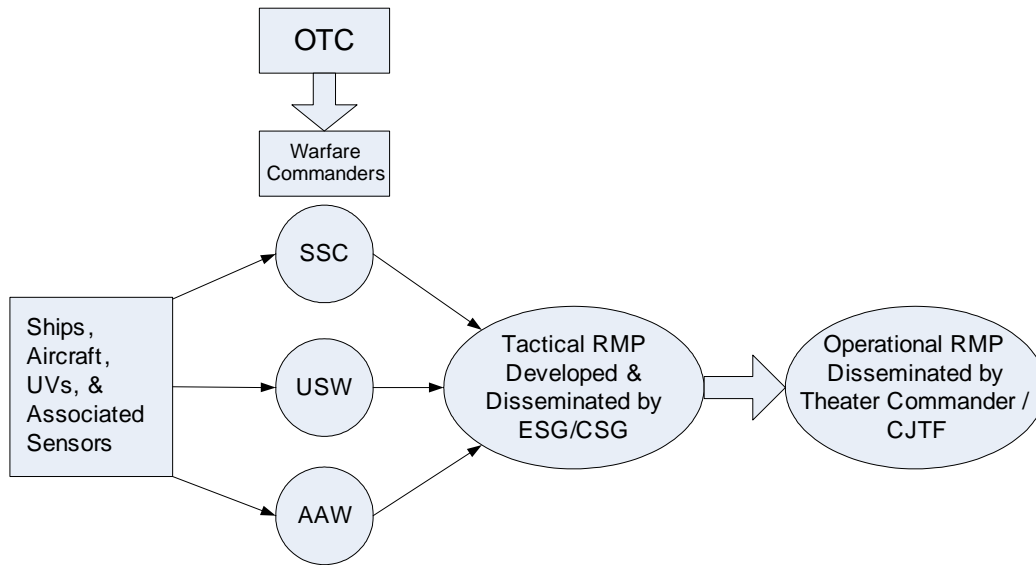 OTC
Warfare
Commanders
SSC
Ships,
Aircraft,
UVs, &
Associated
Sensors
USW
AAW
Tactical RMP
Developed &
Disseminated by
ESG/CSG
Operational RMP
Disseminated by
Theater Commander /
CJTF